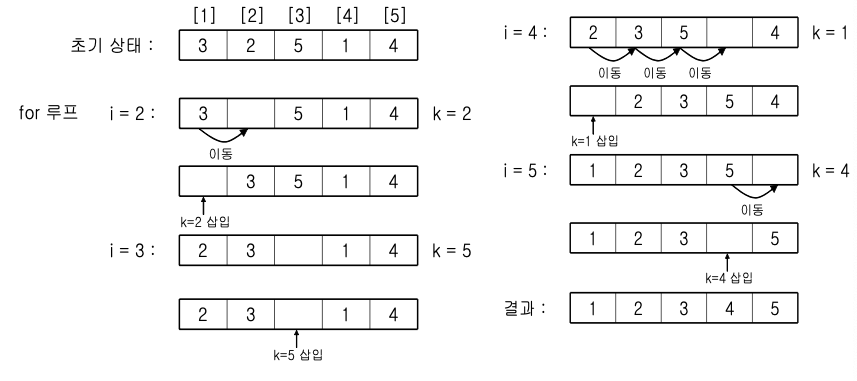 [1] [2] [3] [4] [5]
초기 상태 : 3 2 5 1 4
for 루프 i = 2 : 3 5 1 4 k = 2
이동
3 5 1 4
k=2 삽입
i = 3 : 2 3 1 4 k = 5
2 3 1 4
k=5 삽입
i = 4 : 2 3 5 4 k = 1
이동 이동 이동
2 3 5 4
k=1 삽입
i = 5 : 1 2 3 5 k = 4
이동
1 2 3 5
k=4 삽입
결과 : 1 2 3 4 5